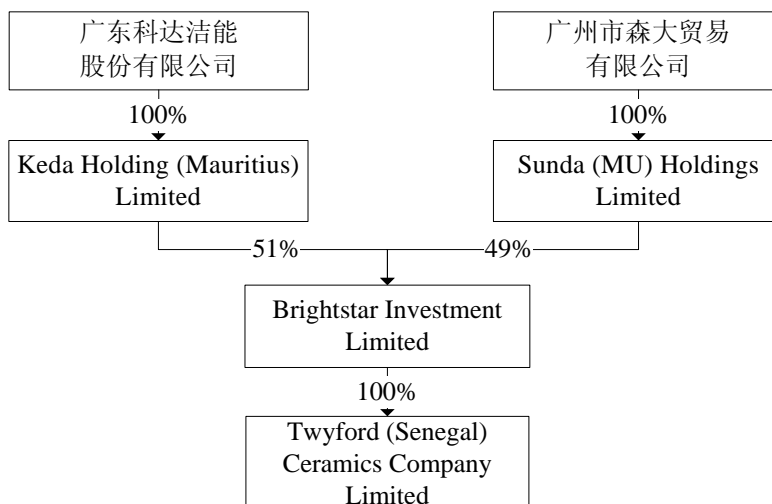 广东科达洁能
股份有限公司
广州市森大贸易
有限公司
100%
100%
Keda Holding (Mauritius)
Limited
Sunda (MU) Holdings
Limited
51%
49%
Brightstar Investment
Limited
100%
Twyford (Senegal)
Ceramics Company
Limited